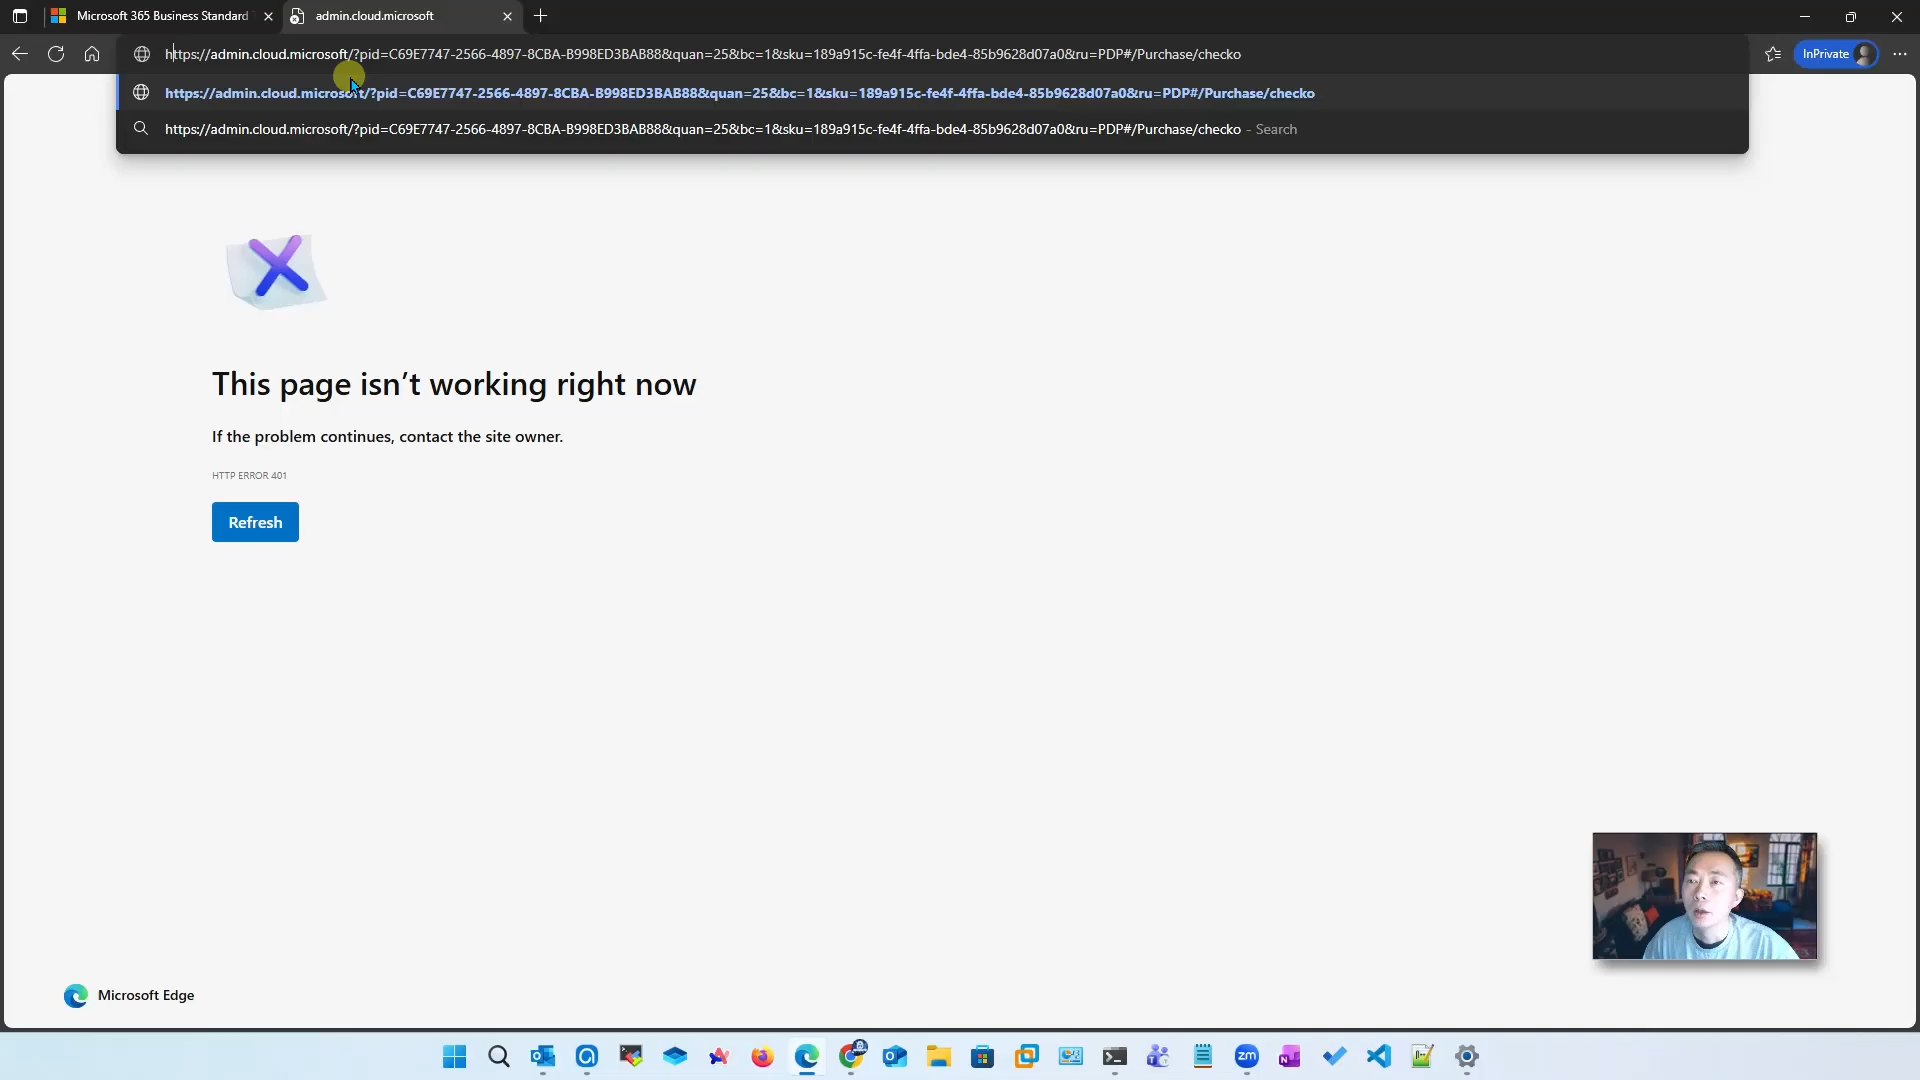 Microsoft 365 Business Standard
admin.cloud.microsoft
https://admin.cloud.microsoft/?pid=C69E7747-2566-4897-8CBA-B998ED3BAB88&quan=25&bc=1&sku=189a915c-fe4f-4ffa-bde4-85b9628d07a0&ru=PDP#/Purchase/checko
InPrivate
https://admin.cloud.microsoft/?pid=C69E7747-2566-4897-8CBA-B998ED3BAB88&quan=25&bc=1&sku=189a915c-fe4f-4ffa-bde4-85b9628d07a0&ru=PDP#/Purchase/checko
https://admin.cloud.microsoft/?pid=C69E7747-2566-4897-8CBA-B998ED3BAB88&quan=25&bc=1&sku=189a915c-fe4f-4ffa-bde4-85b9628d07a0&ru=PDP#/Purchase/checko - Search
This page isn’t working right now
If the problem continues, contact the site owner.
HTTP ERROR 401
Refresh
Microsoft Edge
zm